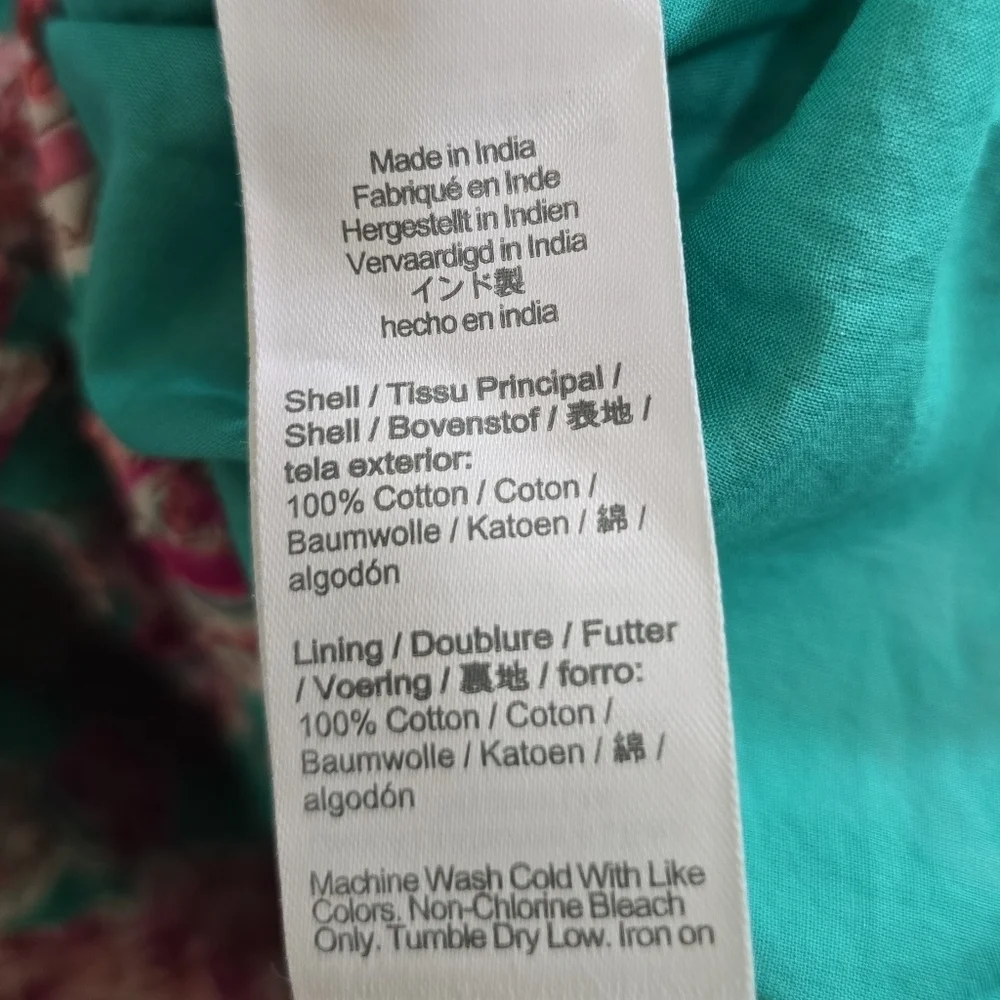 Made in India
Fabriqué en Inde
Hergestellt in Indien
Vervaardigd in India
インド製
hecho en india
Shell / Tissu Principal /
Shell / Bovenstof / 表地 /
tela exterior:
100% Cotton / Coton /
Baumwolle / Katoen / 綿 /
algodón
Lining / Doublure / Futter
/ Voering / 裏地 / forro:
100% Cotton / Coton /
Baumwolle / Katoen / 綿 /
algodón
Machine Wash Cold With Like
Colors. Non-Chlorine Bleach
Only. Tumble Dry Low. Iron on